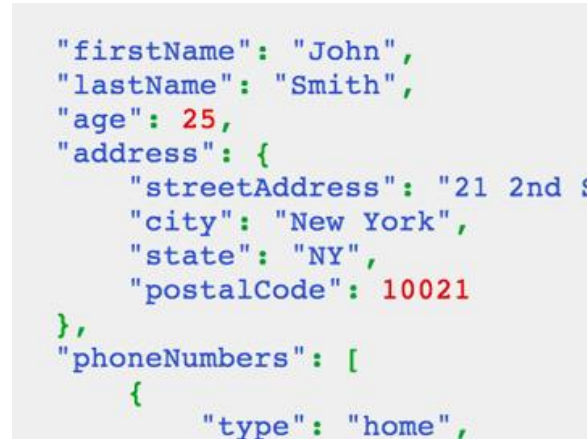 "firstName": "John",
"lastName": "Smith",
"age": 25,
"address": {
"streetAddress": "21 2nd
"city": "New York",
"state": "NY",
"postalCode": 10021
},
"phoneNumbers": [
{
"type": "home",